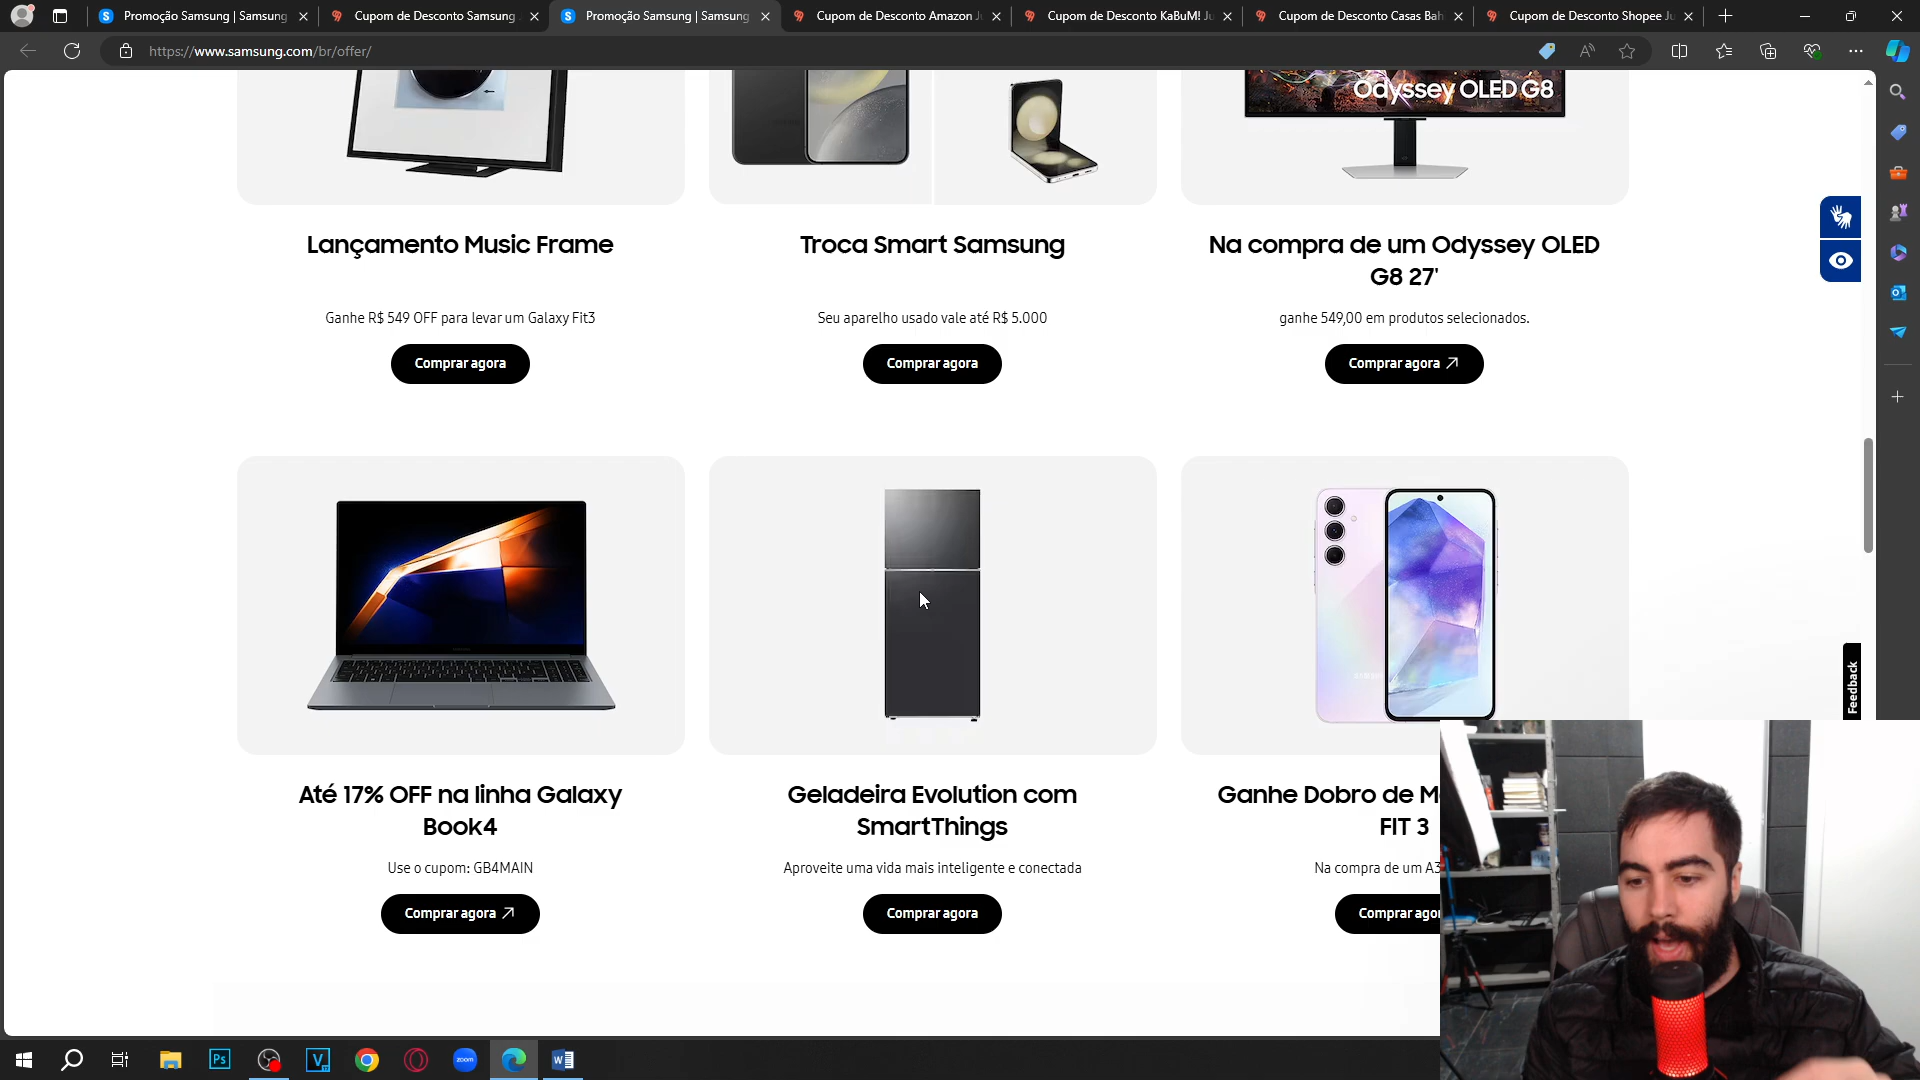 Promoção Samsung | Samsung
Cupom de Desconto Samsung
Promoção Samsung | Samsung
Cupom de Desconto Amazon
Cupom de Desconto KaBuM!
Cupom de Desconto Casas Bah
Cupom de Desconto Shopee
https://www.samsung.com/br/offer/
Odyssey OLED G8
Lançamento Music Frame
Troca Smart Samsung
Na compra de um Odyssey OLED
G8 27'
Ganhe R$ 549 OFF para levar um Galaxy Fit3
Seu aparelho usado vale até R$ 5.000
ganhe 549,00 em produtos selecionados.
Comprar agora
Comprar agora
Comprar agora
Feedback
Até 17% OFF na linha Galaxy
Book4
Geladeira Evolution com
SmartThings
Ganhe Dobro de M
FIT 3
Use o cupom: GB4MAIN
Aproveite uma vida mais inteligente e conectada
Na compra de um A3
Comprar agora
Comprar agora
Comprar agor
Ps
V
zoom
W